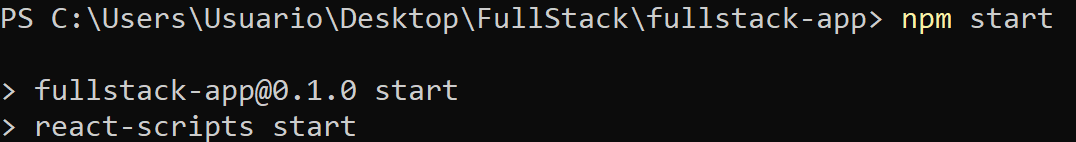 PS C:\Users\Usuario\Desktop\FullStack\fullstack-app> npm start
> fullstack-app@0.1.0 start
> react-scripts start